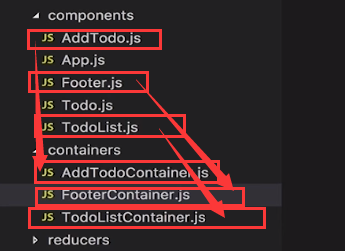 components
JS AddTodo.js
JS App.js
JS Footer.js
JS Todo.js
JS TodoList.js
containers
JS AddTodoContainer.js
JS FooterContainer.js
JS TodoListContainer.js
reducers